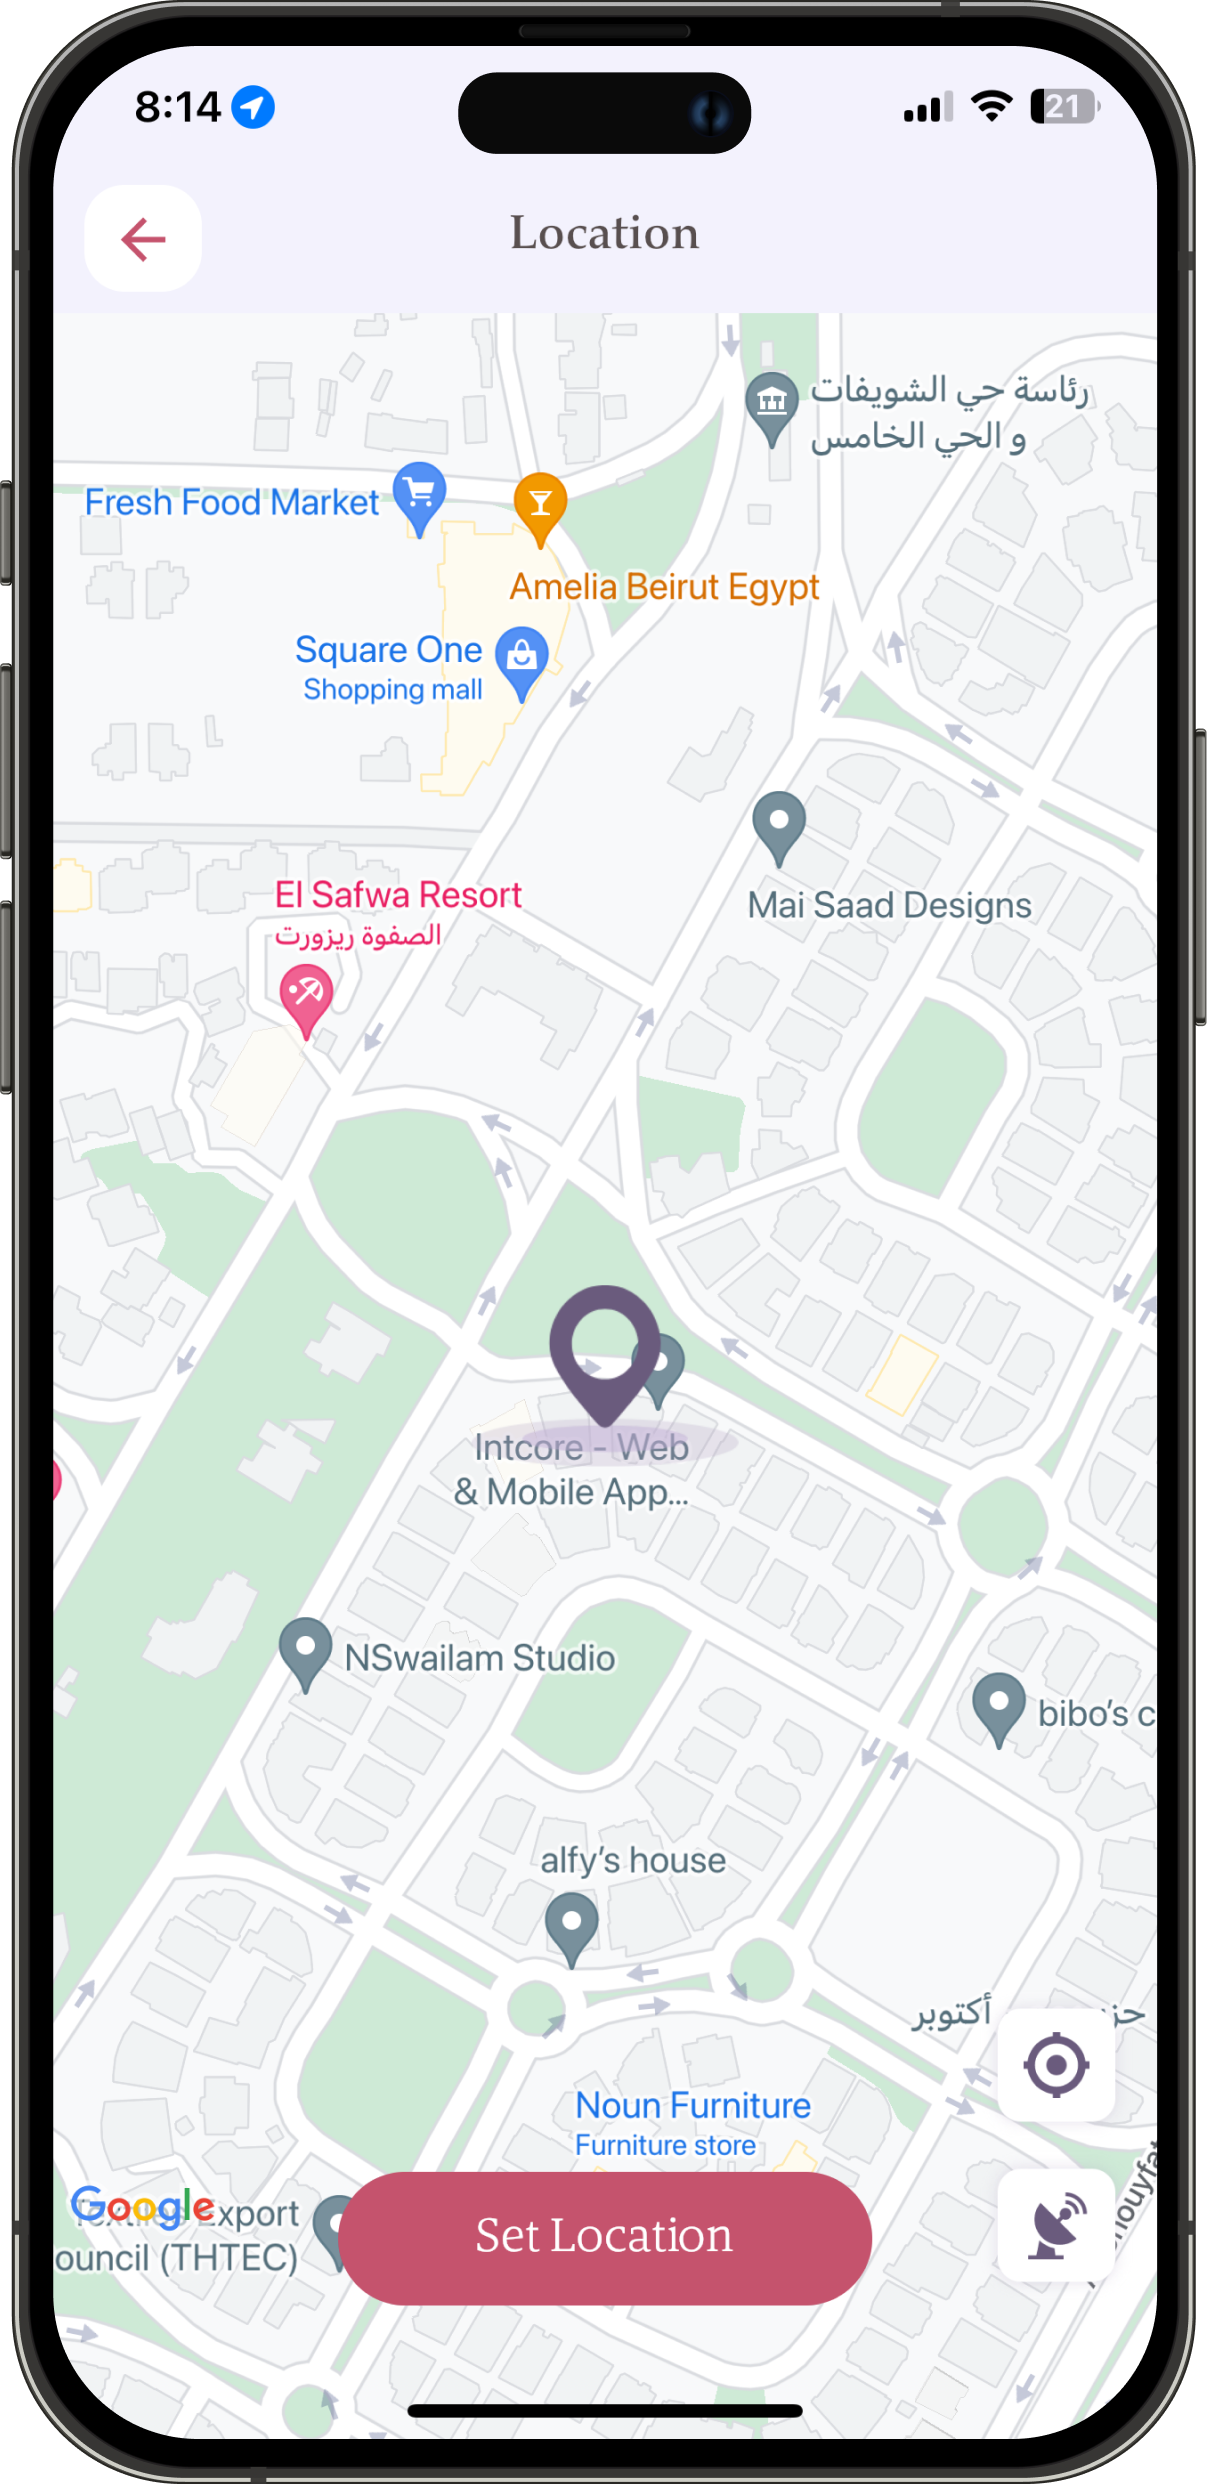 8:14
21
Location
رئاسة حي الشويفات
و الحي الخامس
Fresh Food Market
Amelia Beirut Egypt
Square One
Shopping mall
Mai Saad Designs
El Safwa Resort
الصفوة ريزورت
Intcore - Web
& Mobile App...
NSwailam Studio
bibo's c
alfy's house
أكتوبر
Noun Furniture
Furniture store
Google
Export
ouncil (THTEC)
Set Location